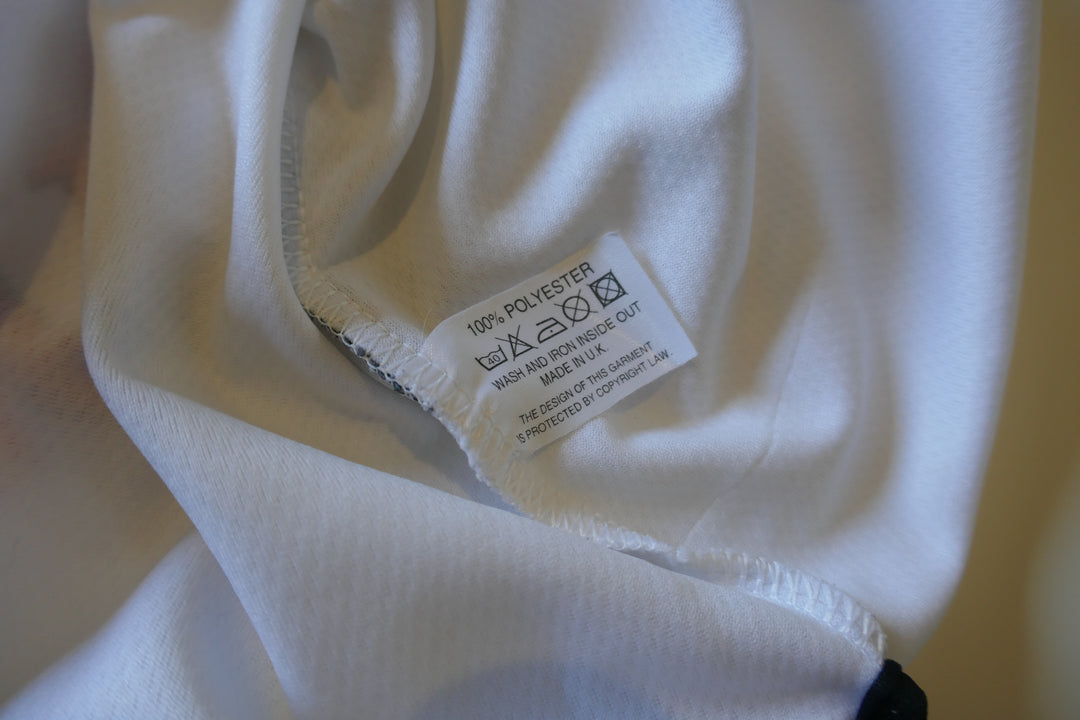 100% POLYESTER
40
WASH AND IRON INSIDE OUT
MADE IN U.K.
THE DESIGN OF THIS GARMENT
IS PROTECTED BY COPYRIGHT LAW.